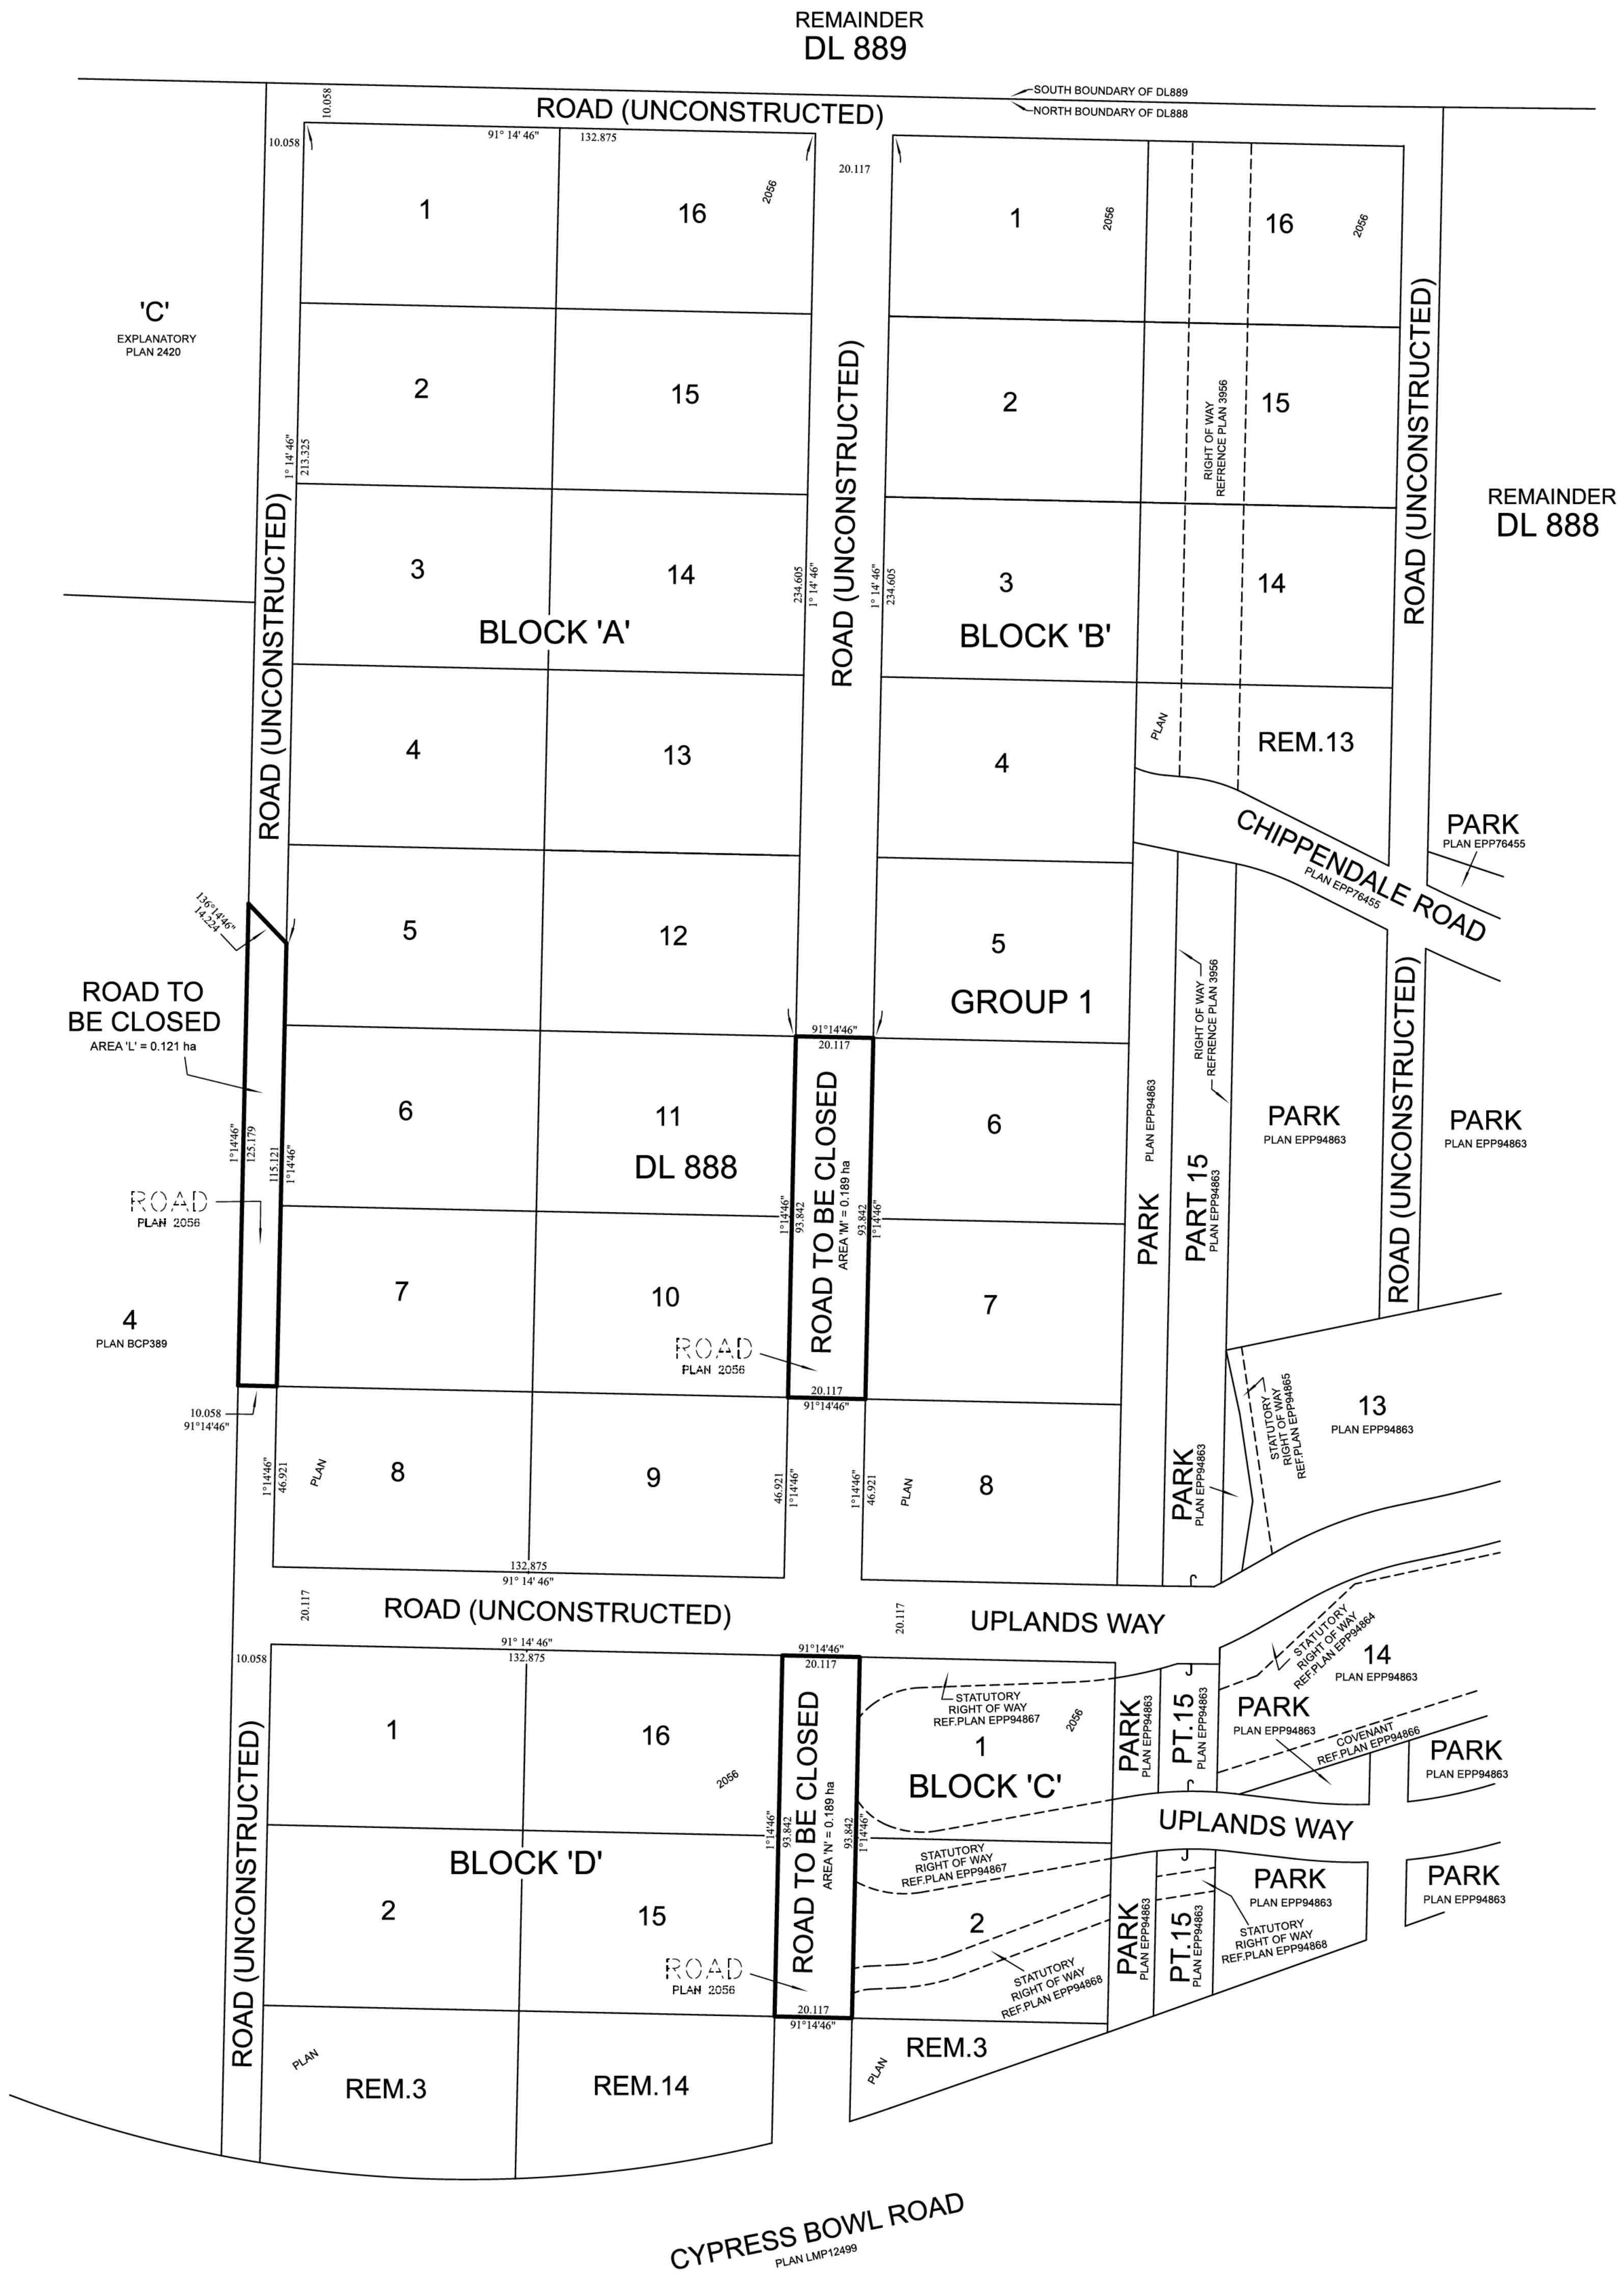 REMAINDER
DL 889
SOUTH BOUNDARY OF DL889
NORTH BOUNDARY OF DL888
ROAD (UNCONSTRUCTED)
10.058
10.058
91° 14' 46"
132.875
20.117
1
16
2056
1
2056
16
2056
'C'
EXPLANATORY
PLAN 2420
2
15
2
15
RIGHT OF WAY
REFRENCE PLAN 3956
ROAD (UNCONSTRUCTED)
ROAD (UNCONSTRUCTED)
1° 14' 46"
213.325
REMAINDER
DL 888
ROAD (UNCONSTRUCTED)
3
14
234.605
1° 14' 46"
1° 14' 46"
234.605
3
14
BLOCK 'A'
BLOCK 'B'
4
13
4
PLAN
REM.13
CHIPPENDALE ROAD
PLAN EPP76455
PARK
PLAN EPP76455
136°14'46"
14.224
5
12
5
GROUP 1
ROAD TO
BE CLOSED
AREA 'L' = 0.121 ha
91°14'46"
20.117
RIGHT OF WAY
REFRENCE PLAN 3956
ROAD (UNCONSTRUCTED)
6
11
DL 888
6
ROAD TO BE CLOSED
AREA 'M' = 0.189 ha
PARK
PLAN EPP94863
PART 15
PLAN EPP94863
PARK
PLAN EPP94863
PARK
PLAN EPP94863
1°14'46"
125.179
115.121
1°14'46"
ROAD
PLAN 2056
1°14'46"
93.842
93.842
1°14'46"
7
10
7
4
PLAN BCP389
ROAD
PLAN 2056
20.117
91°14'46"
10.058
91°14'46"
STATUTORY
RIGHT OF WAY
REF.PLAN EPP94865
13
PLAN EPP94863
1°14'46"
46.921
PLAN
8
9
46.921
1°14'46"
1°14'46"
46.921
PLAN
8
PARK
PLAN EPP94863
132.875
91° 14' 46"
20.117
ROAD (UNCONSTRUCTED)
20.117
UPLANDS WAY
STATUTORY
RIGHT OF WAY
REF.PLAN EPP94864
14
PLAN EPP94863
10.058
91° 14' 46"
132.875
91°14'46"
20.117
STATUTORY
RIGHT OF WAY
REF.PLAN EPP94867
2056
1
BLOCK 'C'
PARK
PLAN EPP94863
PT.15
PLAN EPP94863
PARK
PLAN EPP94863
COVENANT
REF.PLAN EPP94866
PARK
PLAN EPP94863
1
16
2056
ROAD TO BE CLOSED
AREA 'N' = 0.189 ha
1°14'46"
93.842
93.842
1°14'46"
UPLANDS WAY
ROAD (UNCONSTRUCTED)
BLOCK 'D'
STATUTORY
RIGHT OF WAY
REF.PLAN EPP94867
2
15
2
PARK
PLAN EPP94863
PT.15
PLAN EPP94863
PARK
PLAN EPP94863
PARK
PLAN EPP94863
STATUTORY
RIGHT OF WAY
REF.PLAN EPP94868
STATUTORY
RIGHT OF WAY
REF.PLAN EPP94868
ROAD
PLAN 2056
20.117
91°14'46"
PLAN
REM.3
REM.14
PLAN
REM.3
CYPRESS BOWL ROAD
PLAN LMP12499